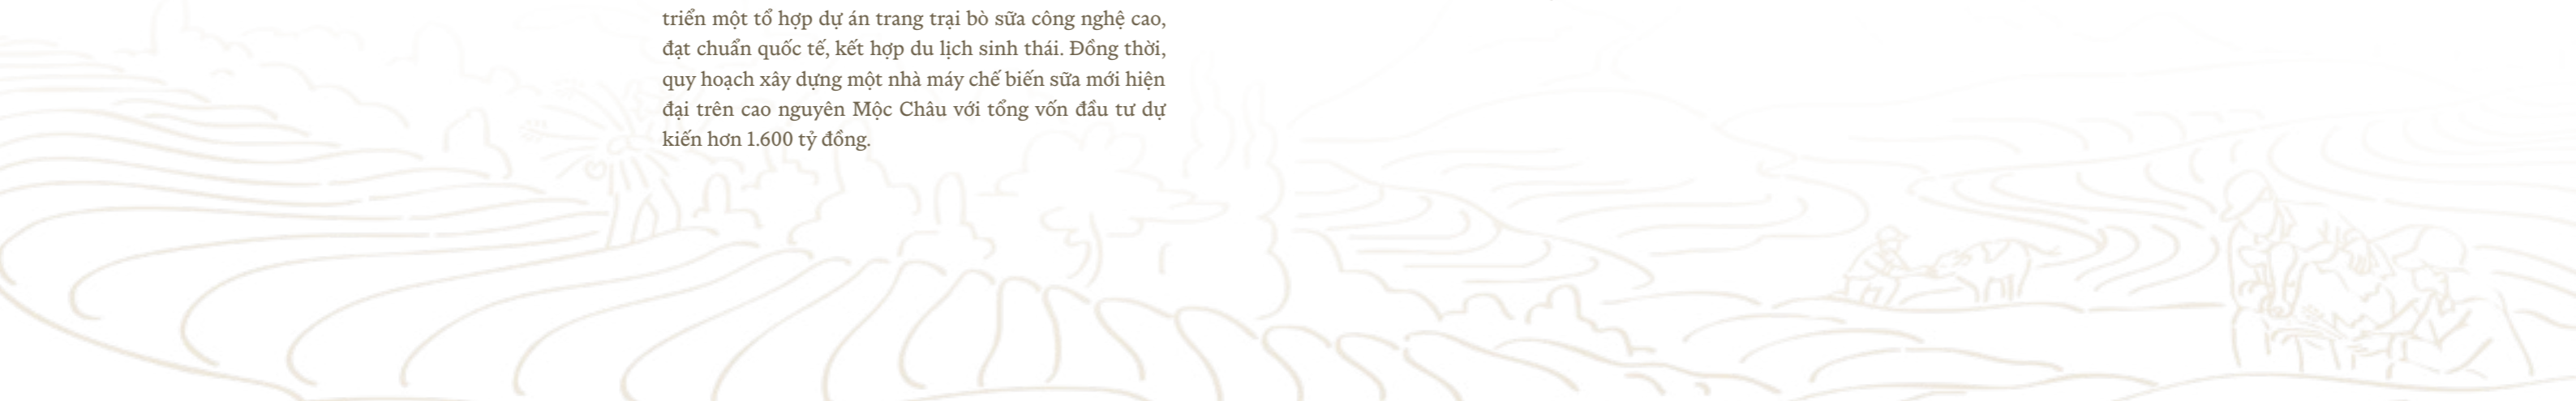 triển một tổ hợp dự án trang trại bò sữa công nghệ cao,
đạt chuẩn quốc tế, kết hợp du lịch sinh thái. Đồng thời,
quy hoạch xây dựng một nhà máy chế biến sữa mới hiện
đại trên cao nguyên Mộc Châu với tổng vốn đầu tư dự
kiến hơn 1.600 tỷ đồng.